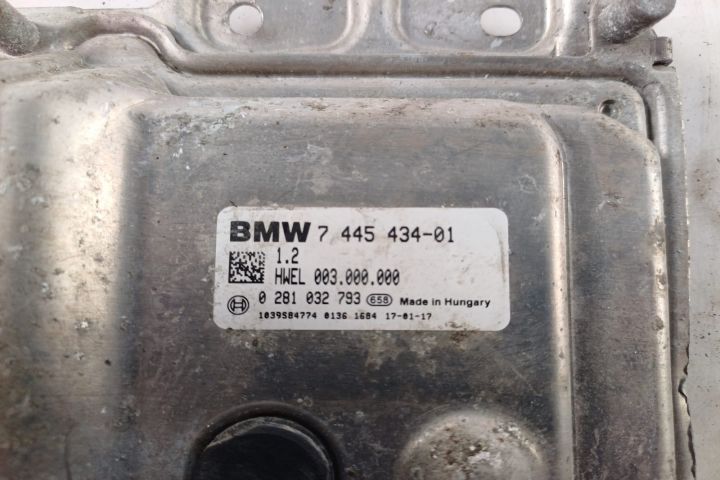 BMW 7 445 434-01
1.2
HWEL 003.000.000
0 281 032 793 658 Made in Hungary
1039S84774 0136 1684 17-01-17